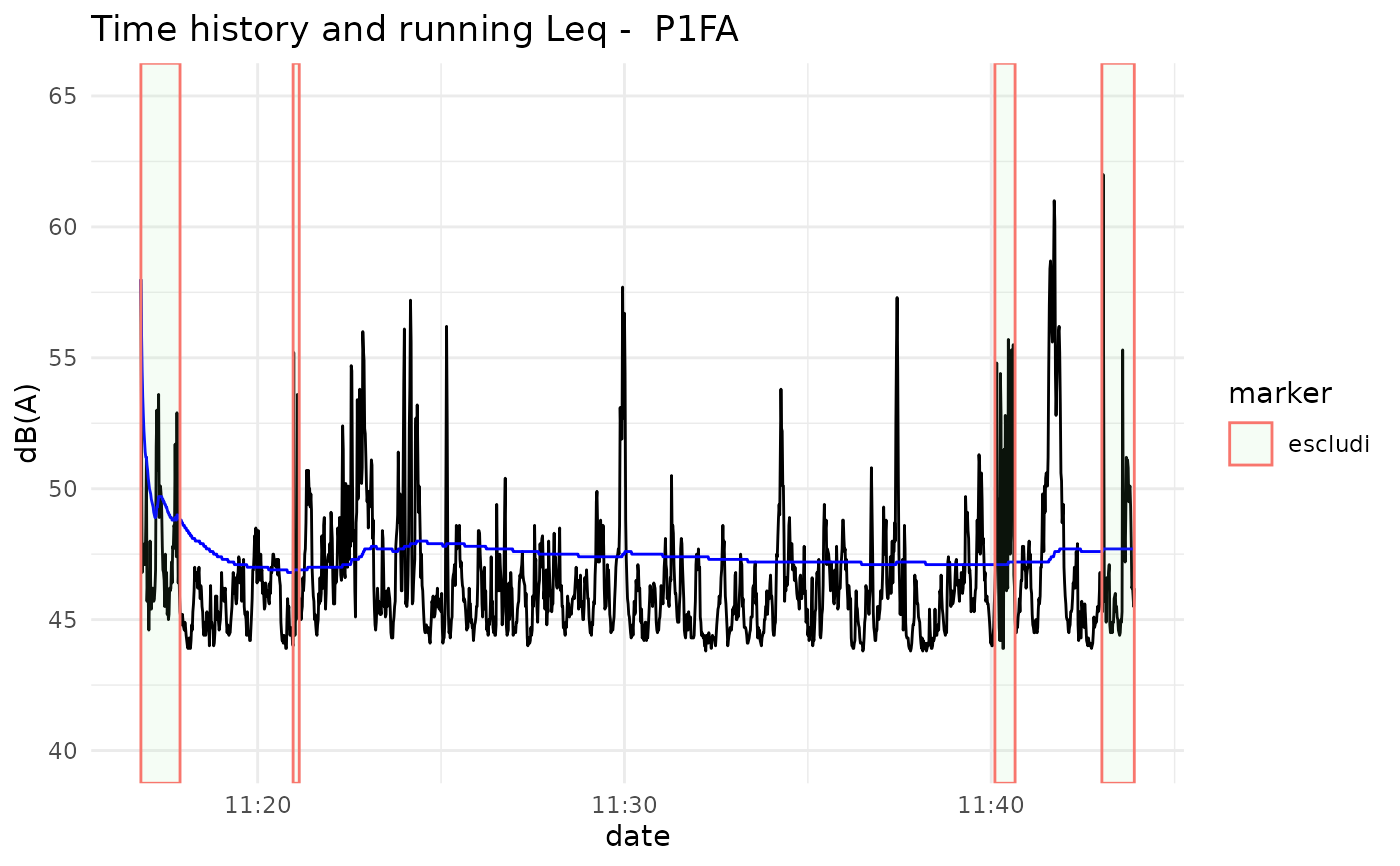 Time history and running Leq -  P1FA
65
60
55
50
45
40
dB(A)
11:20
11:30
11:40
date
marker
escludi